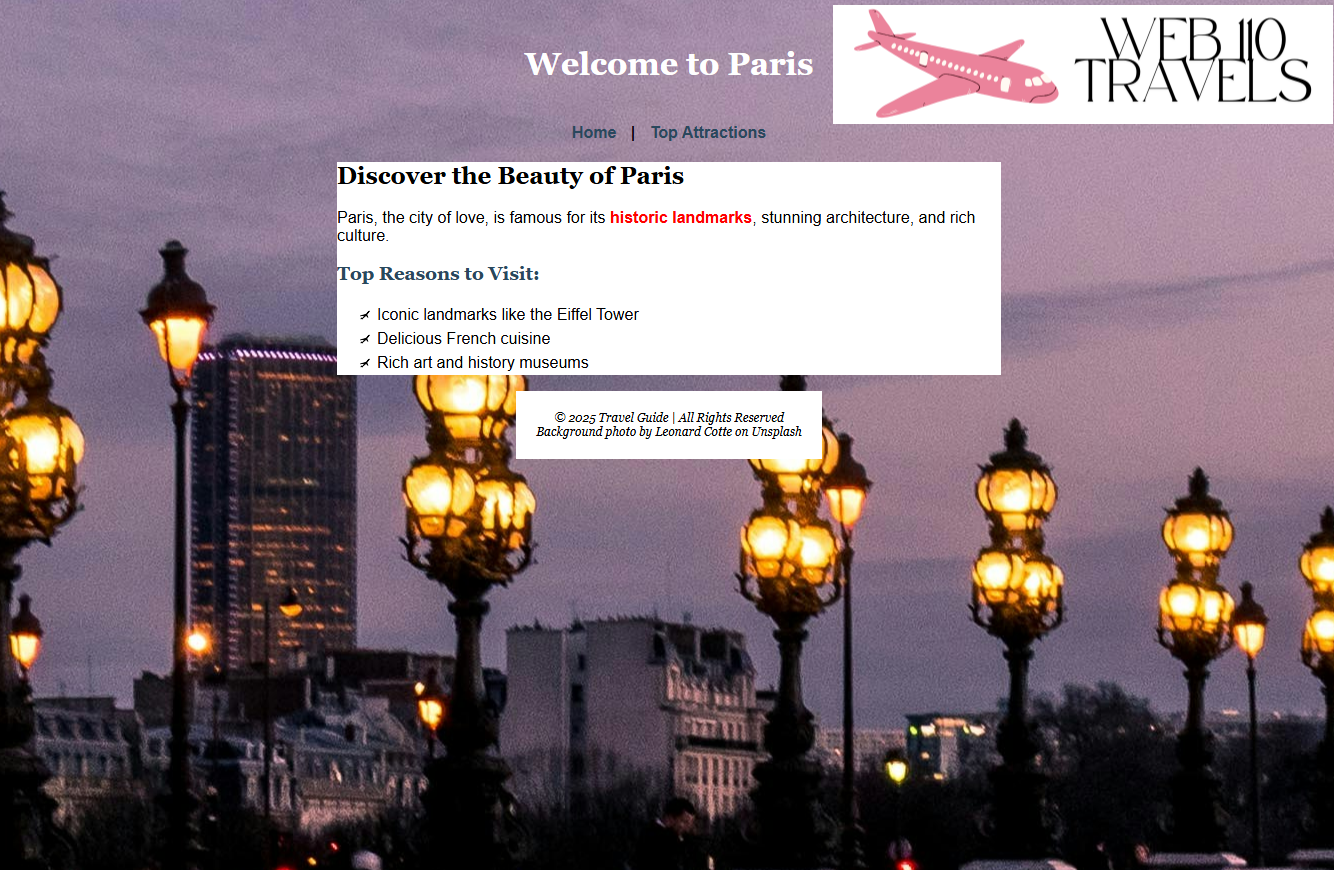 Welcome to Paris
WEB 110
TRAVELS
Home | Top Attractions
Discover the Beauty of Paris
Paris, the city of love, is famous for its historic landmarks, stunning architecture, and rich
culture.
Top Reasons to Visit:
Iconic landmarks like the Eiffel Tower
Delicious French cuisine
Rich art and history museums
© 2025 Travel Guide | All Rights Reserved
Background photo by Leonard Cotte on Unsplash